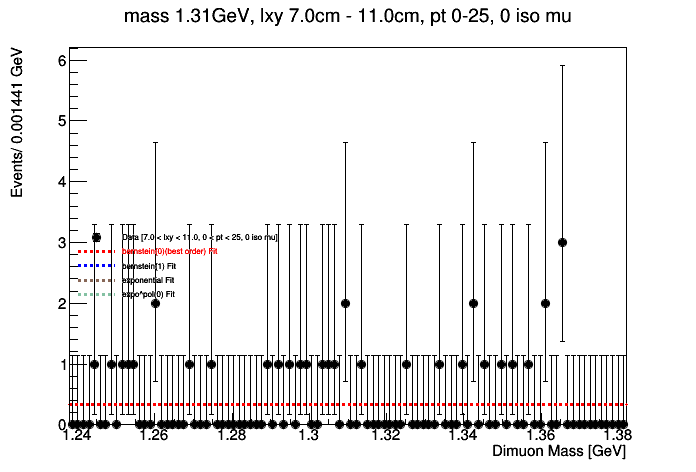 mass 1.31GeV, lxy 7.0cm - 11.0cm, pt 0-25, 0 iso mu
Events/ 0.001441 GeV
6
5
4
3
2
1
0
Data [7.0 < lxy < 11.0, 0 < pt < 25, 0 iso mu]
bernstein[0](best order) Fit
bernstein[1] Fit
exponential Fit
expo*pol(0) Fit
1.24 1.26 1.28 1.3 1.32 1.34 1.36 1.38
Dimuon Mass [GeV]